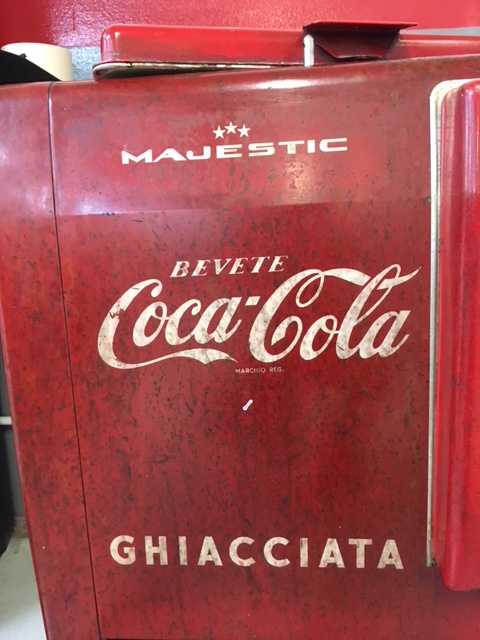 MAJESTIC
BEVETE
Coca-Cola
MARCHIO REG.
GHIACCIATA